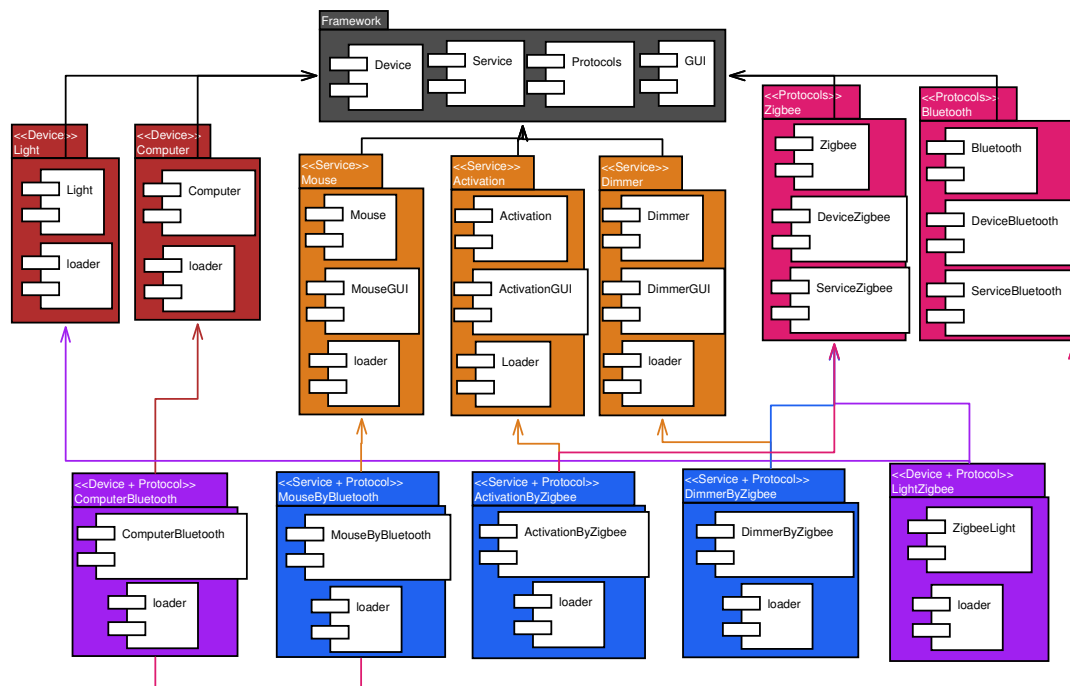 Framework
Device
Service
Protocols
GUI
<<Device>>
Light
Light
loader
<<Device>>
Computer
Computer
loader
<<Service>>
Mouse
Mouse
MouseGUI
loader
<<Service>>
Activation
Activation
ActivationGUI
Loader
<<Service>>
Dimmer
Dimmer
DimmerGUI
loader
<<Protocols>>
Zigbee
Zigbee
DeviceZigbee
ServiceZigbee
<<Protocols>>
Bluetooth
Bluetooth
DeviceBluetooth
ServiceBluetooth
<<Device + Protocol>>
ComputerBluetooth
ComputerBluetooth
loader
<<Service + Protocol>>
MouseByBluetooth
MouseByBluetooth
loader
<<Service + Protocol>>
ActivationByZigbee
ActivationByZigbee
loader
<<Service + Protocol>>
DimmerByZigbee
DimmerByZigbee
loader
<<Device + Protocol>>
LightZigbee
ZigbeeLight
loader